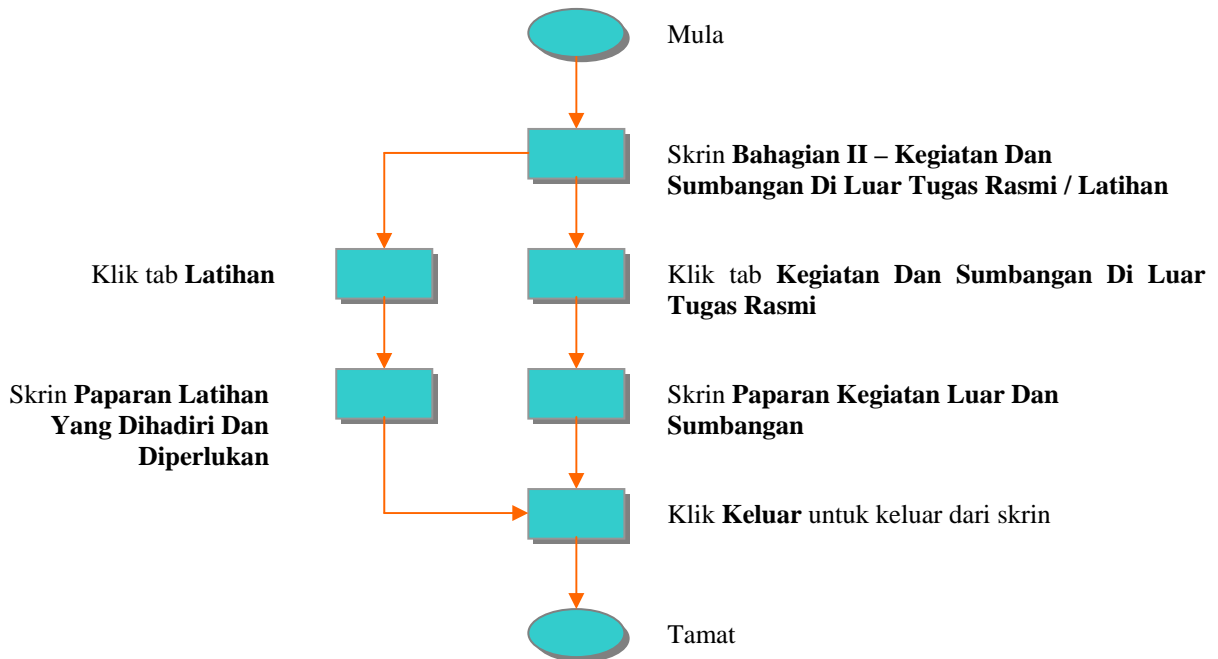 Mula
Skrin Bahagian II – Kegiatan Dan
Sumbangan Di Luar Tugas Rasmi / Latihan
Klik tab Latihan
Klik tab Kegiatan Dan Sumbangan Di Luar
Tugas Rasmi
Skrin Paparan Latihan
Yang Dihadiri Dan
Diperlukan
Skrin Paparan Kegiatan Luar Dan
Sumbangan
Klik Keluar untuk keluar dari skrin
Tamat